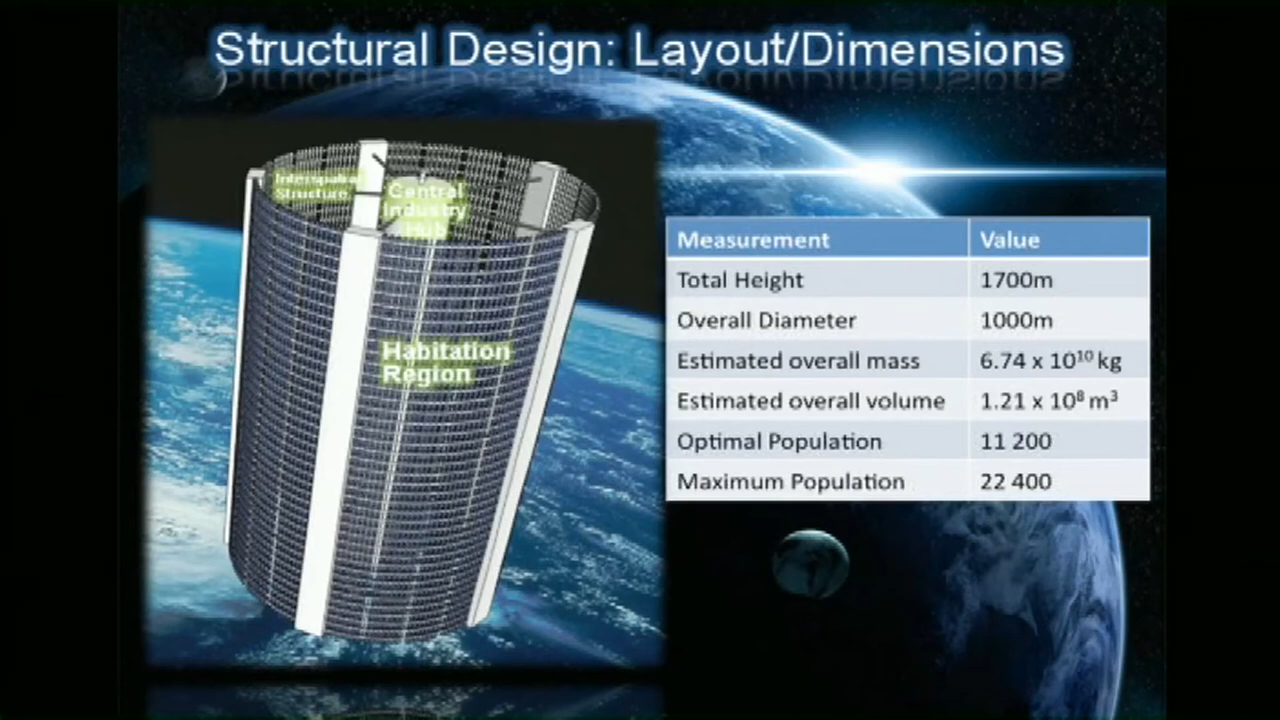 Structural Design: Layout/Dimensions
Interspatial
Structure
Central
Industry
Hub
Habitation
Region
Measurement Value
Total Height 1700m
Overall Diameter 1000m
Estimated overall mass 6.74 x 10¹⁰ kg
Estimated overall volume 1.21 x 10⁸ m³
Optimal Population 11 200
Maximum Population 22 400